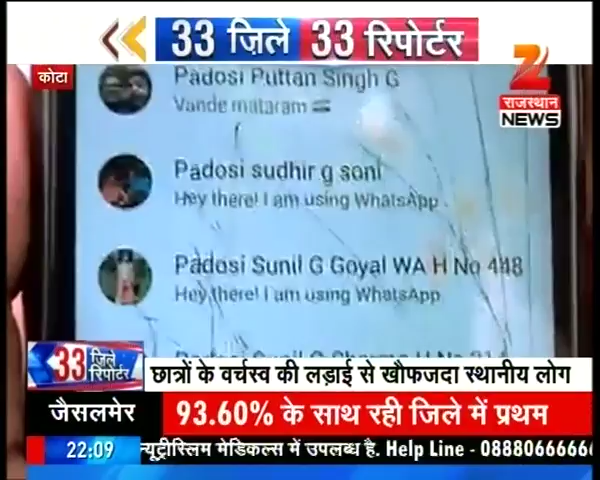 33 ज़िले 33 रिपोर्टर
कोटा
राजस्थान
NEWS
Padosi Puttan Singh G
Vande mataram
Padosi sudhir g soni
Hey there! I am using WhatsApp
Padosi Sunil G Goyal WA H No 448
Hey there! I am using WhatsApp
33 ज़िले
रिपोर्टर
छात्रों के वर्चस्व की लड़ाई से खौफजदा स्थानीय लोग
जैसलमेर
93.60% के साथ रही जिले में प्रथम
22:09
न्यूट्रीस्लिम मेडिकल्स में उपलब्ध है. Help Line - 0888066666